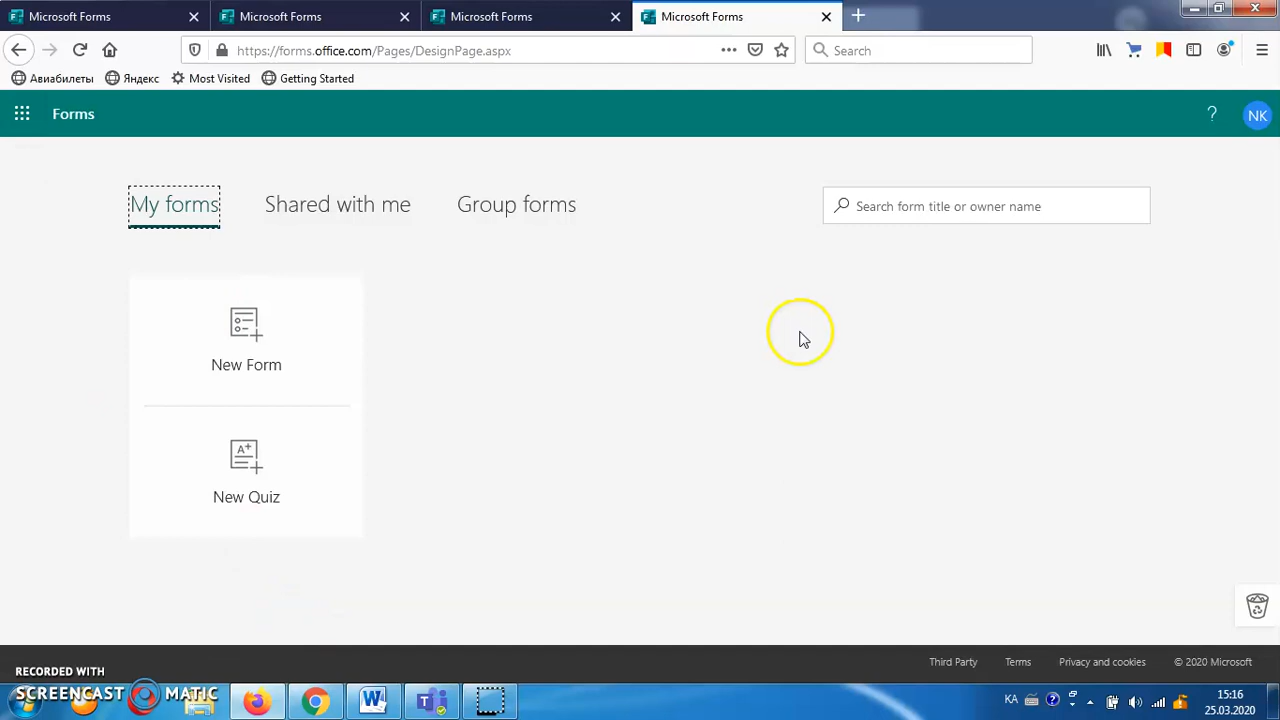 Microsoft Forms
Microsoft Forms
Microsoft Forms
Microsoft Forms
https://forms.office.com/Pages/DesignPage.aspx
Search
Авиабилеты
Яндекс
Most Visited
Getting Started
Forms
?
NK
My forms
Shared with me
Group forms
Search form title or owner name
New Form
A+
New Quiz
Third Party
Terms
Privacy and cookies
© 2020 Microsoft
RECORDED WITH
SCREENCAST MATIC
KA
15:16
25.03.2020